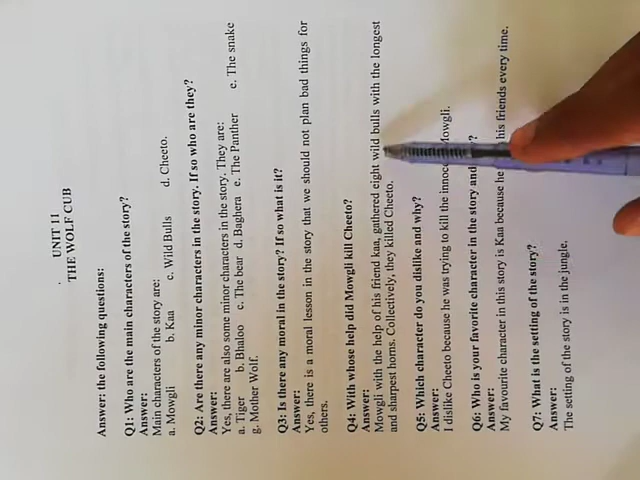 UNIT 11
THE WOLF CUB
Answer: the following questions:
Q1: Who are the main characters of the story?
Answer:
Main characters of the story are:
a. Mowgli b. Kaa c. Wild Bulls d. Cheeto.
Q2: Are there any minor characters in the story. If so who are they?
Answer:
Yes, there are also some minor characters in the story. They are:
a. Tiger b. Bhaloo c. The bear d. Baghera e. The Panther e. The snake
g. Mother Wolf.
Q3: Is there any moral in the story? If so what is it?
Answer:
Yes, there is a moral lesson in the story that we should not plan bad things for
others.
Q4: With whose help did Mowgli kill Cheeto?
Answer:
Mowgli with the help of his friend kaa, gathered eight wild bulls with the longest
and sharpest horns. Collectively, they killed Cheeto.
Q5: Which character do you dislike and why?
Answer:
I dislike Cheeto because he was trying to kill the Mowgli.
Q6: Who is your favorite character in the story and ?
Answer:
My favourite character in this story is Kaa because he his friends every time.
Q7: What is the setting of the story?
Answer:
The setting of the story is in the jungle.